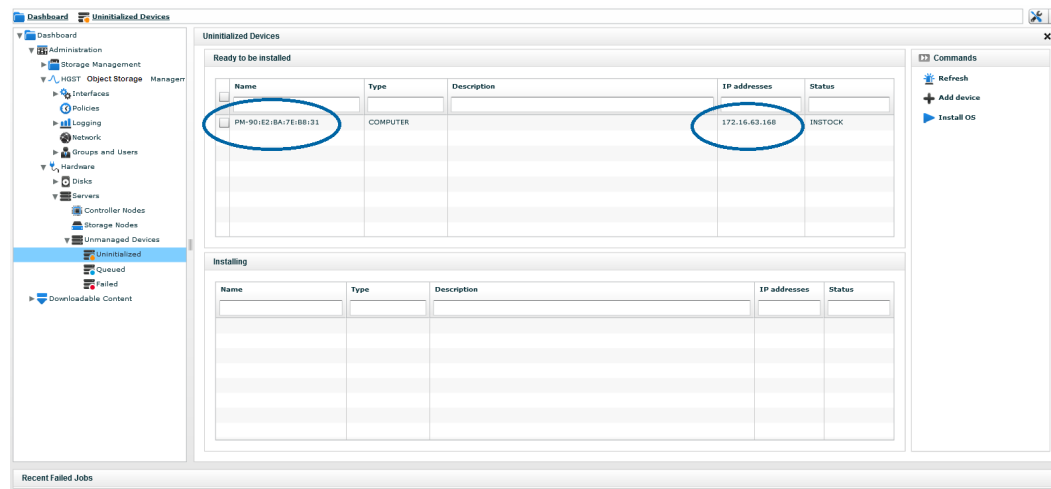 Dashboard Uninitialized Devices
Dashboard
Administration
Storage Management
HGST Object Storage Managem
Interfaces
Policies
Logging
Network
Groups and Users
Hardware
Disks
Servers
Controller Nodes
Storage Nodes
Unmanaged Devices
Uninitialized
Queued
Failed
Downloadable Content
Uninitialized Devices
Ready to be installed
Name Type Description IP addresses Status
PM-90:E2:BA:7E:B8:31 COMPUTER 172.16.63.168 INSTOCK
Installing
Name Type Description IP addresses Status
Commands
Refresh
Add device
Install OS
Recent Failed Jobs